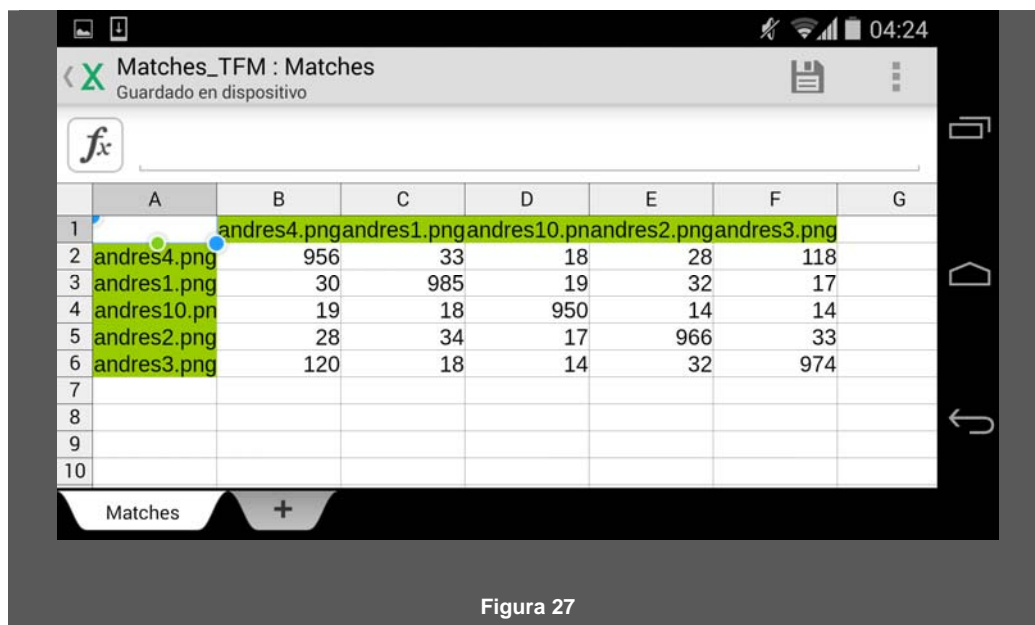 04:24
Matches_TFM : Matches
Guardado en dispositivo
fx
A B C D E F G
1 andres4.png andres1.png andres10.pn andres2.png andres3.png
2 andres4.png 956 33 18 28 118
3 andres1.png 30 985 19 32 17
4 andres10.pn 19 18 950 14 14
5 andres2.png 28 34 17 966 33
6 andres3.png 120 18 14 32 974
7
8
9
10
Matches +
Figura 27